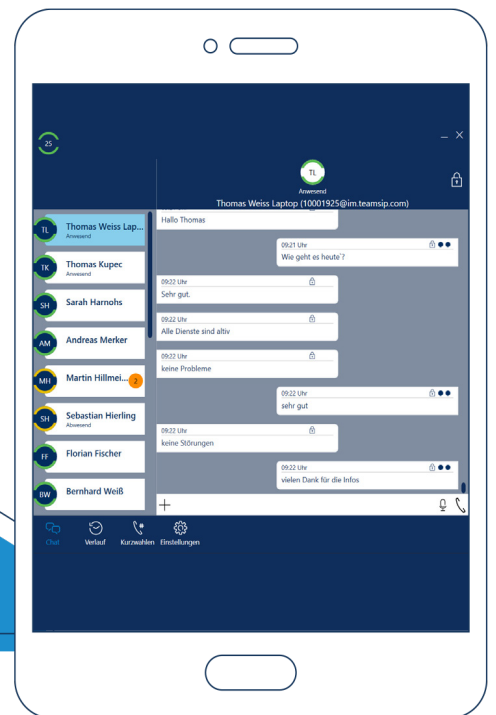 25
TL
Anwesend
Thomas Weiss Laptop (10001925@im.teamsip.com)
TL
Thomas Weiss Lap...
Anwesend
TK
Thomas Kupec
Anwesend
SH
Sarah Harnohs
AM
Andreas Merker
MH
Martin Hillmei...
2
SH
Sebastian Hierling
Abwesend
FF
Florian Fischer
BW
Bernhard Weiß
Hallo Thomas
09:21 Uhr
Wie geht es heute´?
09:22 Uhr
Sehr gut.
09:22 Uhr
Alle Dienste sind altiv
09:22 Uhr
keine Probleme
09:22 Uhr
sehr gut
09:22 Uhr
keine Störungen
09:22 Uhr
vielen Dank für die Infos
Chat
Verlauf
Kurzwahlen
Einstellungen